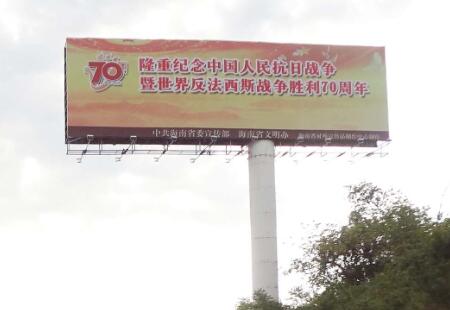 70
隆重纪念中国人民抗日战争
暨世界反法西斯战争胜利70周年
中共海南省委宣传部 海南省文明办